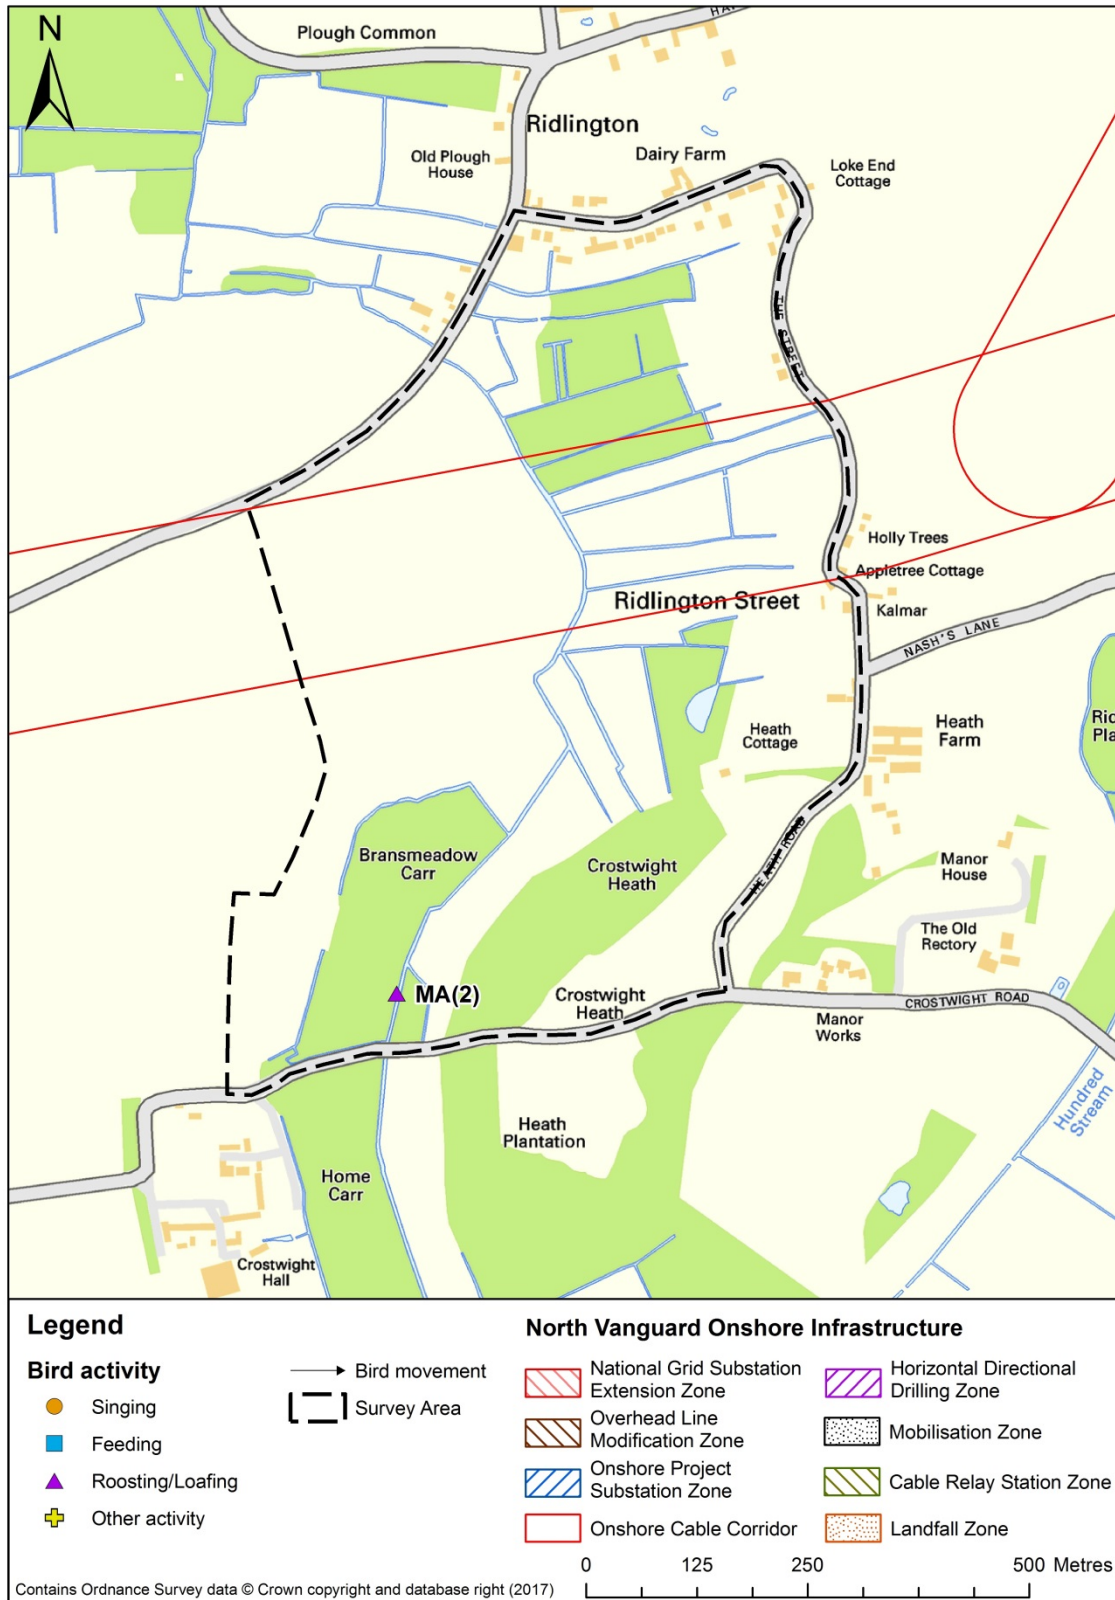 N
Plough Common
HA
Ridlington
Old Plough
House
Dairy Farm
Loke End
Cottage
THE STREET
Holly Trees
Appletree Cottage
Ridlington Street
Kalmar
NASH'S LANE
Heath
Cottage
Heath
Farm
Ric
Pla
Bransmeadow
Carr
Crostwight
Heath
HEATH ROAD
Manor
House
The Old
Rectory
MA(2)
Crostwight
Heath
CROSTWIGHT ROAD
Manor
Works
Hundred
Stream
Heath
Plantation
Home
Carr
Crostwight
Hall
Legend
Bird activity
Singing
Feeding
Roosting/Loafing
Other activity
Bird movement
Survey Area
North Vanguard Onshore Infrastructure
National Grid Substation
Extension Zone
Overhead Line
Modification Zone
Onshore Project
Substation Zone
Onshore Cable Corridor
Horizontal Directional
Drilling Zone
Mobilisation Zone
Cable Relay Station Zone
Landfall Zone
0 125 250 500 Metres
Contains Ordnance Survey data © Crown copyright and database right (2017)